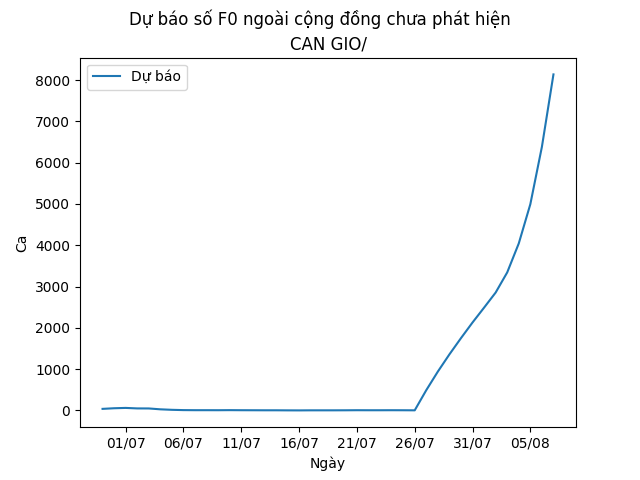 Dự báo số F0 ngoài cộng đồng chưa phát hiện
CAN GIO/
Dự báo
8000
7000
6000
5000
4000
3000
2000
1000
0
Ca
01/07 06/07 11/07 16/07 21/07 26/07 31/07 05/08
Ngày